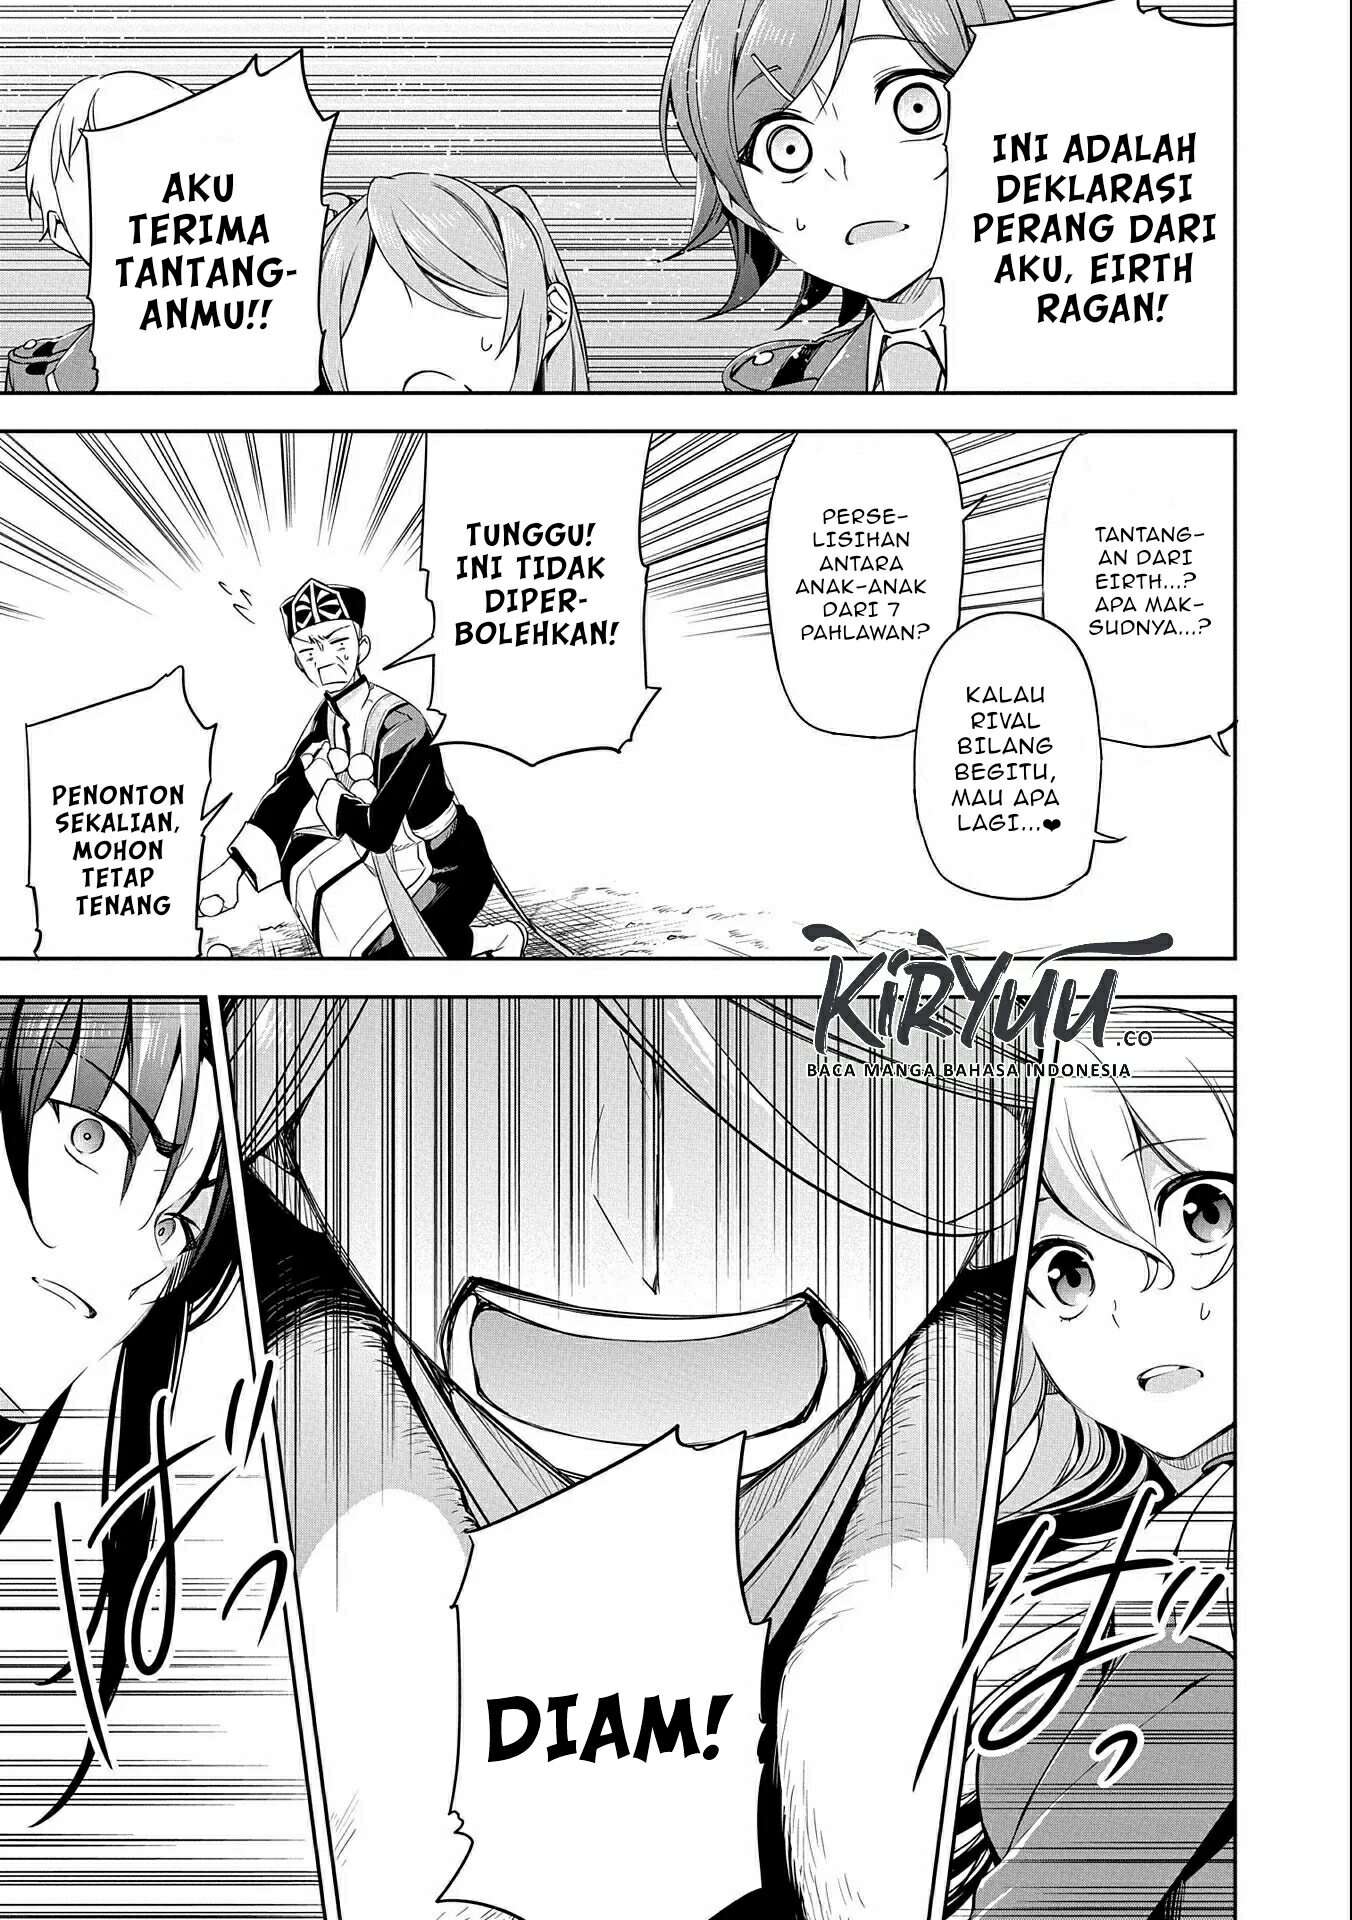 INI ADALAH
DEKLARASI
PERANG DARI
AKU, EIRTH
RAGAN!
AKU
TERIMA
TANTANG-
ANMU!!
TANTANG-
AN DARI
EIRTH...?
APA MAK-
SUDNYA...?
PERSE-
LISIHAN
ANTARA
ANAK-ANAK
DARI 7
PAHLAWAN?
KALAU
RIVAL
BILANG
BEGITU,
MAU APA
LAGI...❤
TUNGGU!
INI TIDAK
DIPER-
BOLEHKAN!
PENONTON
SEKALIAN,
MOHON
TETAP
TENANG
KIRYUU.CO
BACA MANGA BAHASA INDONESIA
DIAM!